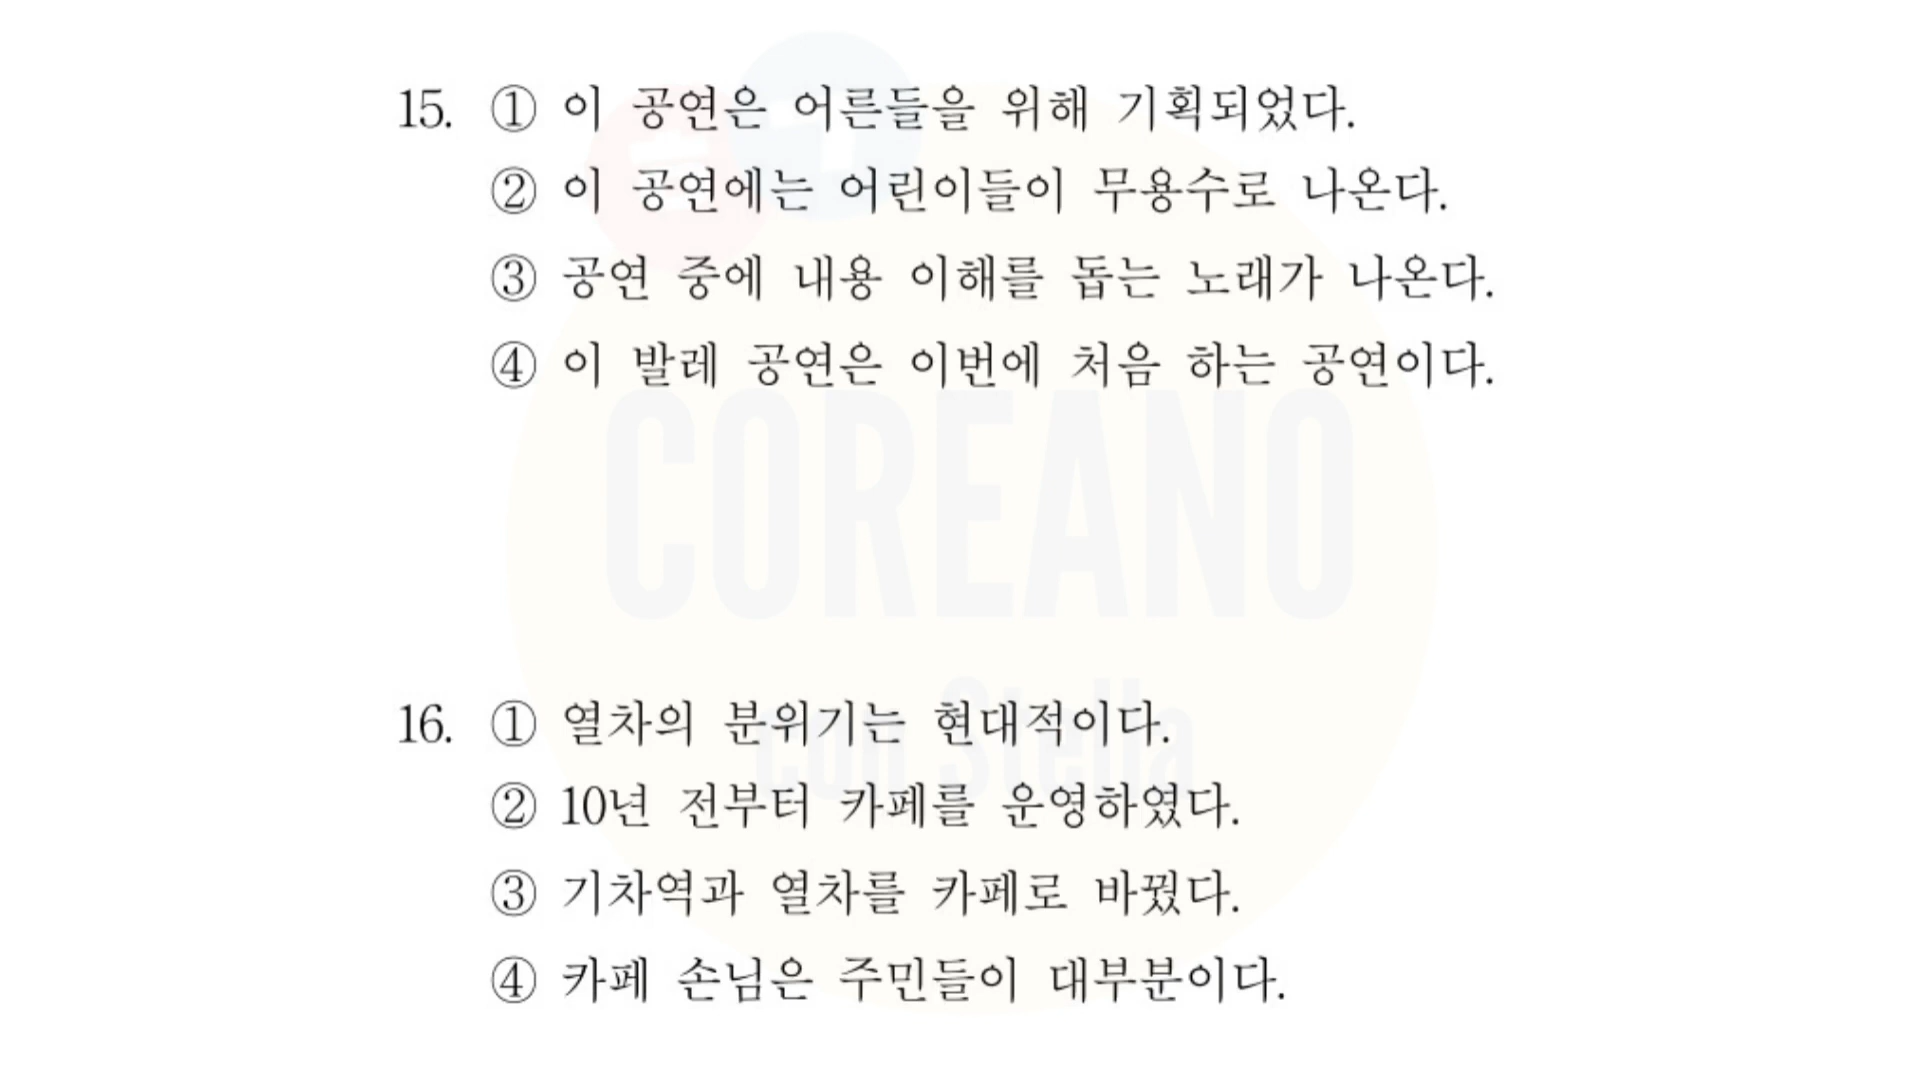 15. ① 이 공연은 어른들을 위해 기획되었다.
② 이 공연에는 어린이들이 무용수로 나온다.
③ 공연 중에 내용 이해를 돕는 노래가 나온다.
④ 이 발레 공연은 이번에 처음 하는 공연이다.
COREANO
con Stella
16. ① 열차의 분위기는 현대적이다.
② 10년 전부터 카페를 운영하였다.
③ 기차역과 열차를 카페로 바꿨다.
④ 카페 손님은 주민들이 대부분이다.